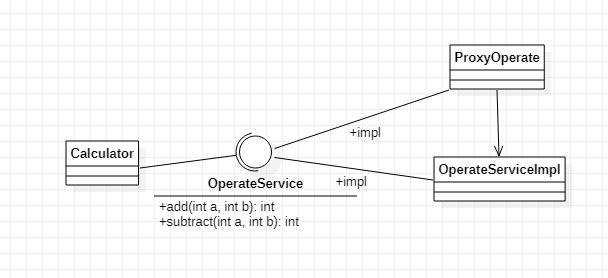 ProxyOperate
+impl
Calculator
OperateService
+impl
OperateServiceImpl
+add(int a, int b): int
+subtract(int a, int b): int